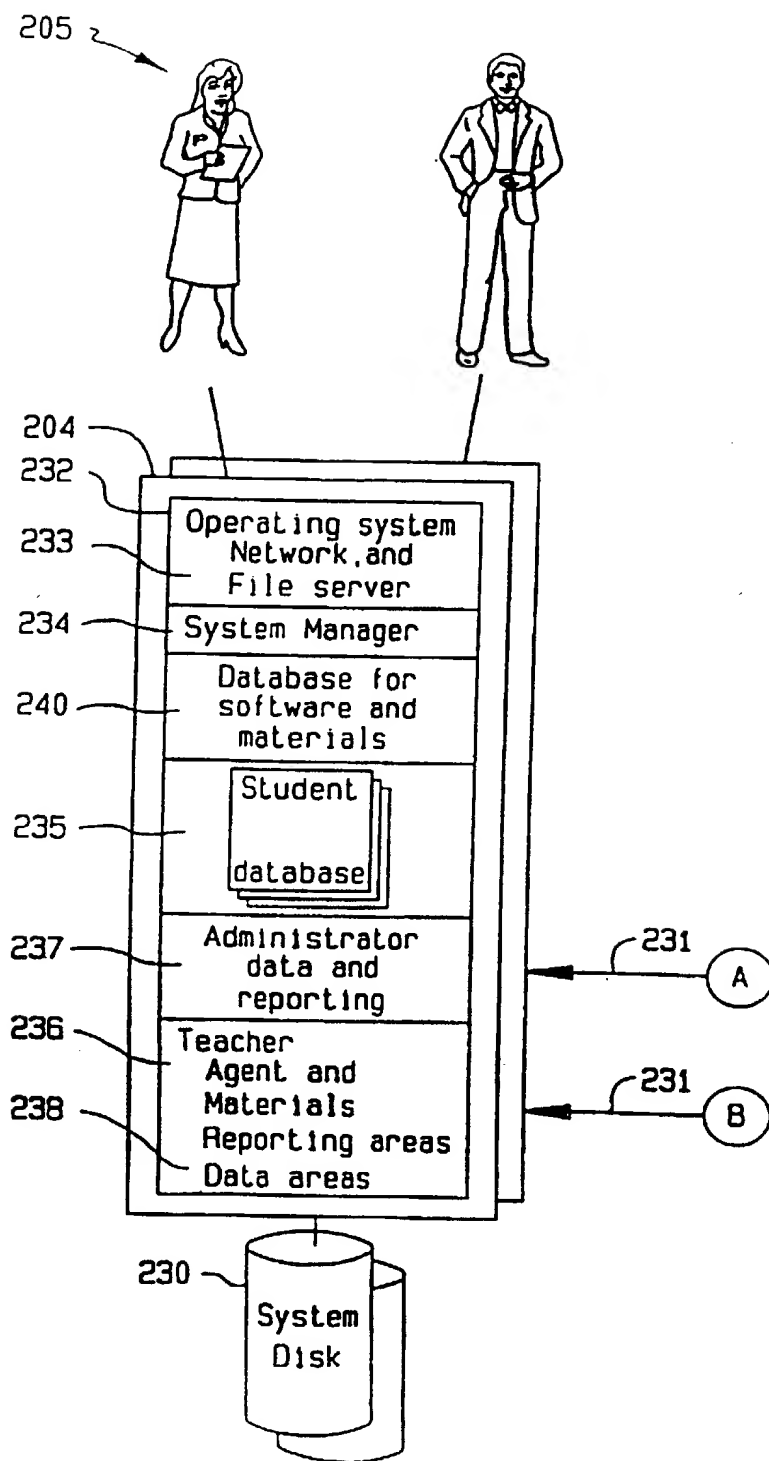 205
204
232
Operating system
Network, and
233
File server
234
System Manager
Database for
240
software and
materials
Student
235
database
237
Administrator
data and
reporting
231
A
236
Teacher
Agent and
Materials
231
B
238
Reporting areas
Data areas
230
System
Disk